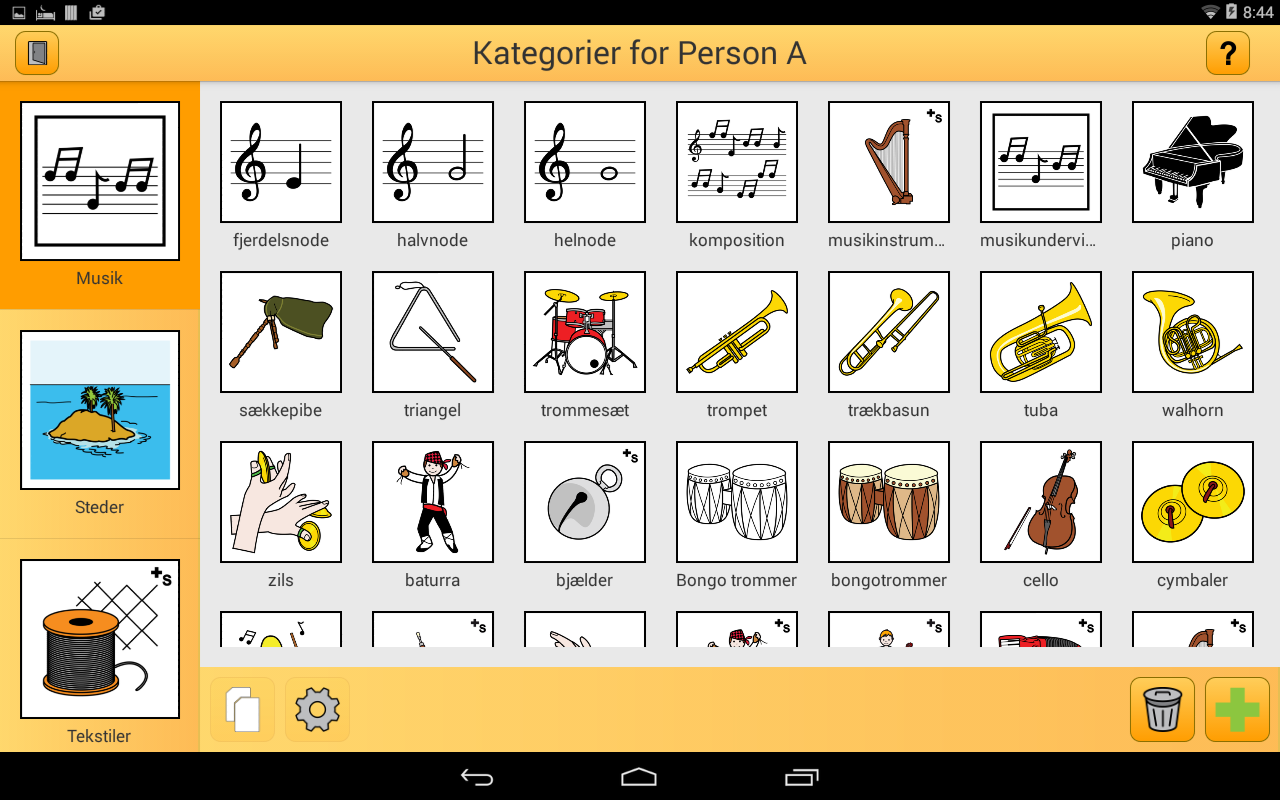 8:44
Kategorier for Person A
?
Musik
Steder
+s
Tekstiler
fjerdelsnode
halvnode
helnode
komposition
+s
musikinstrum...
musikundervi...
piano
sækkepibe
triangel
trommesæt
trompet
trækbasun
tuba
walhorn
+s
zils
baturra
bjælder
Bongo trommer
bongotrommer
cello
cymbaler
+s
+s
+s
+s
+s